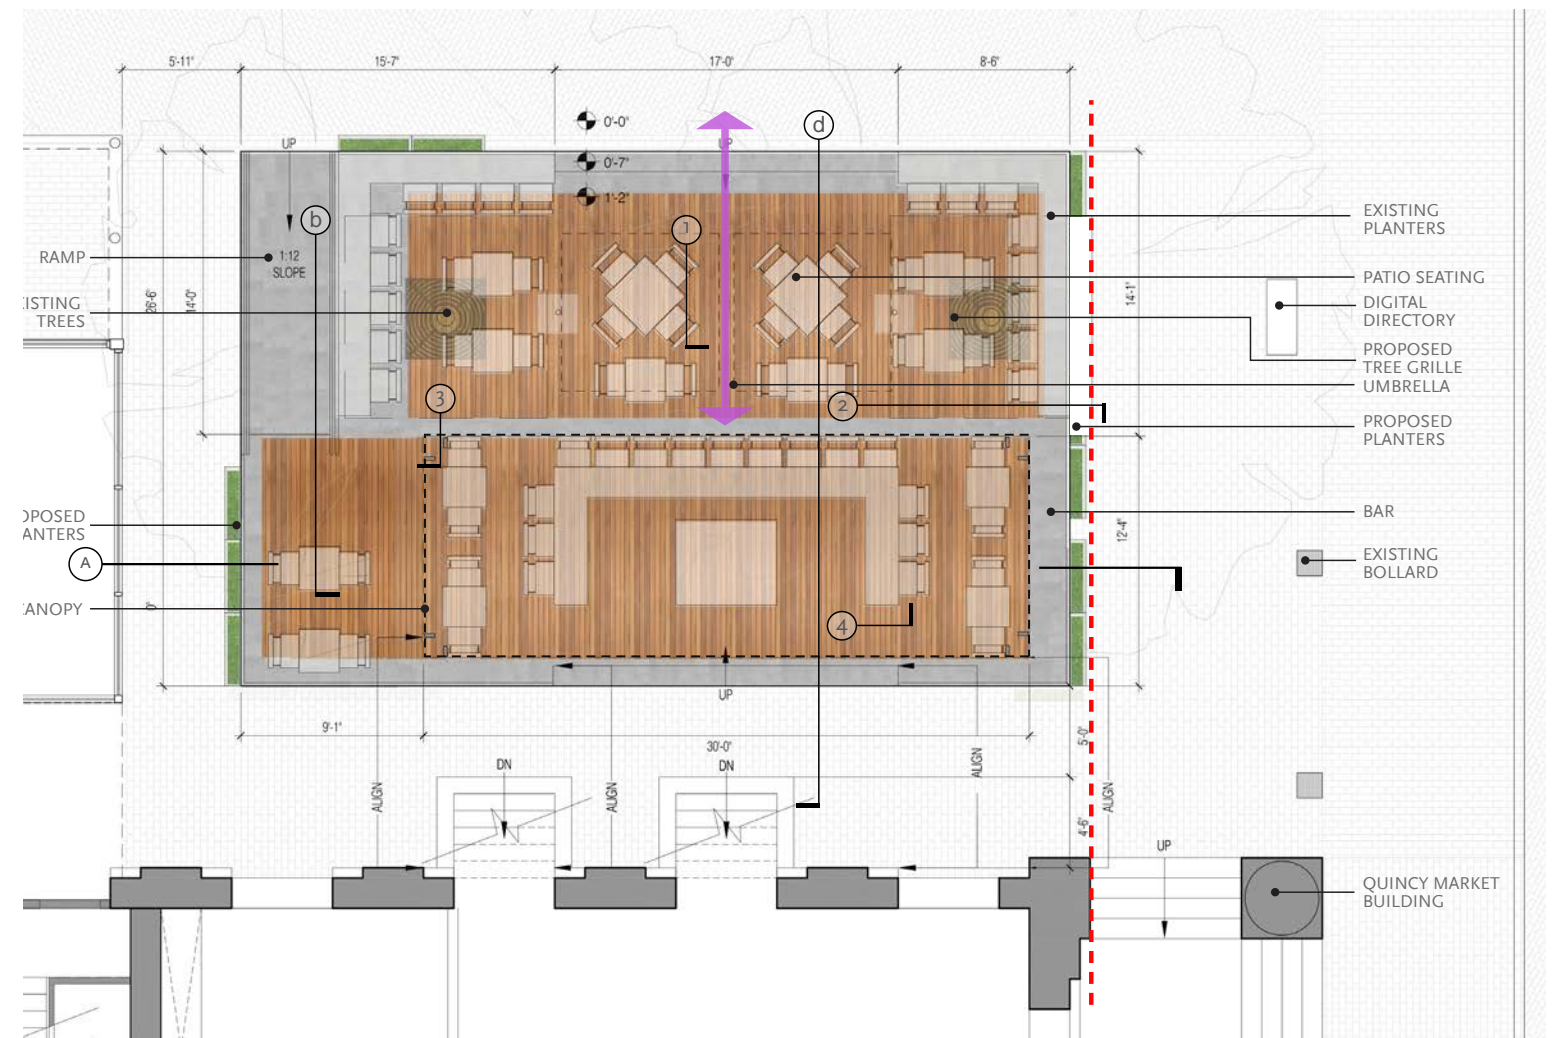 5'-11"
15'-7"
17'-0"
8'-6"
0'-0"
0'-7"
1'-2"
UP
UP
d
b
1
RAMP
1:12
SLOPE
ISTING
TREES
26'-6"
14'-0"
14'-1"
EXISTING
PLANTERS
PATIO SEATING
DIGITAL
DIRECTORY
PROPOSED
TREE GRILLE
UMBRELLA
3
2
PROPOSED
PLANTERS
OPOSED
ANTERS
BAR
12'-4"
A
EXISTING
BOLLARD
CANOPY
4
UP
9'-1"
30'-0"
5'-0"
DN
DN
ALIGN
ALIGN
ALIGN
ALIGN
4'-6"
UP
QUINCY MARKET
BUILDING